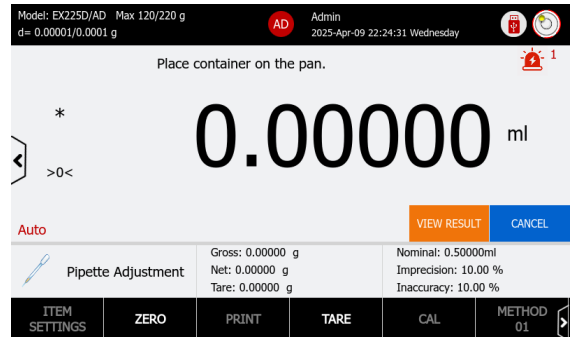 Model: EX225D/AD Max 120/220 g
d= 0.00001/0.0001 g
AD
Admin
2025-Apr-09 22:24:31 Wednesday
Place container on the pan.
1
*
0.00000 ml
>0<
Auto
VIEW RESULT
CANCEL
Pipette Adjustment
Gross: 0.00000 g
Net: 0.00000 g
Tare: 0.00000 g
Nominal: 0.50000ml
Imprecision: 10.00 %
Inaccuracy: 10.00 %
ITEM
SETTINGS
ZERO
PRINT
TARE
CAL
METHOD
01